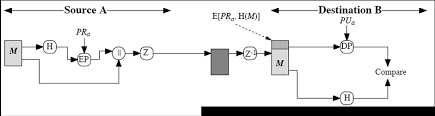 Source A
Destination B
E[PRa, H(M)]
PRa
PUa
M
H
EP
||
Z
Z-1
M
DP
H
Compare